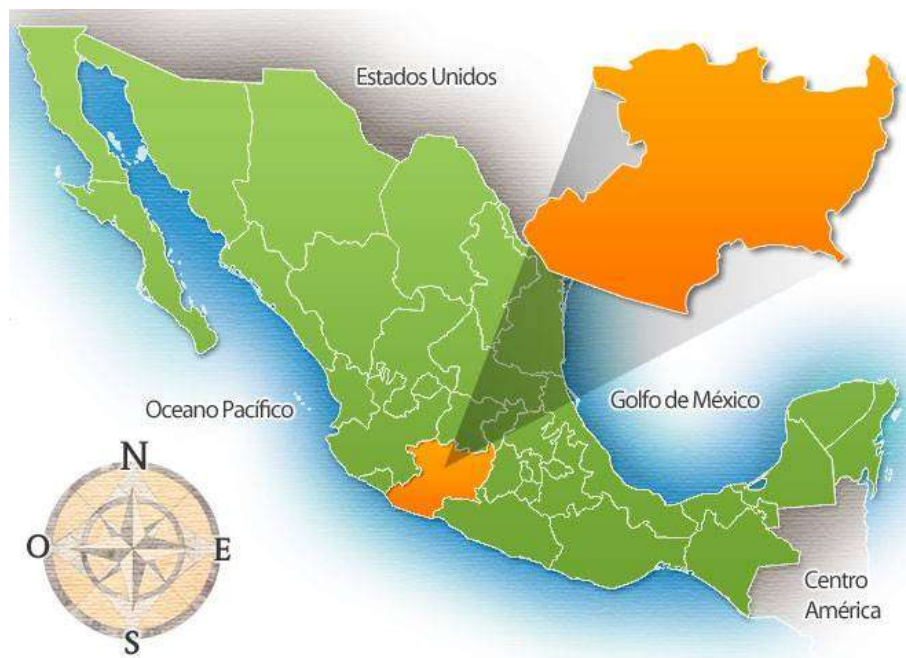 Estados Unidos
Oceano Pacífico
Golfo de México
N
O
E
S
Centro
América